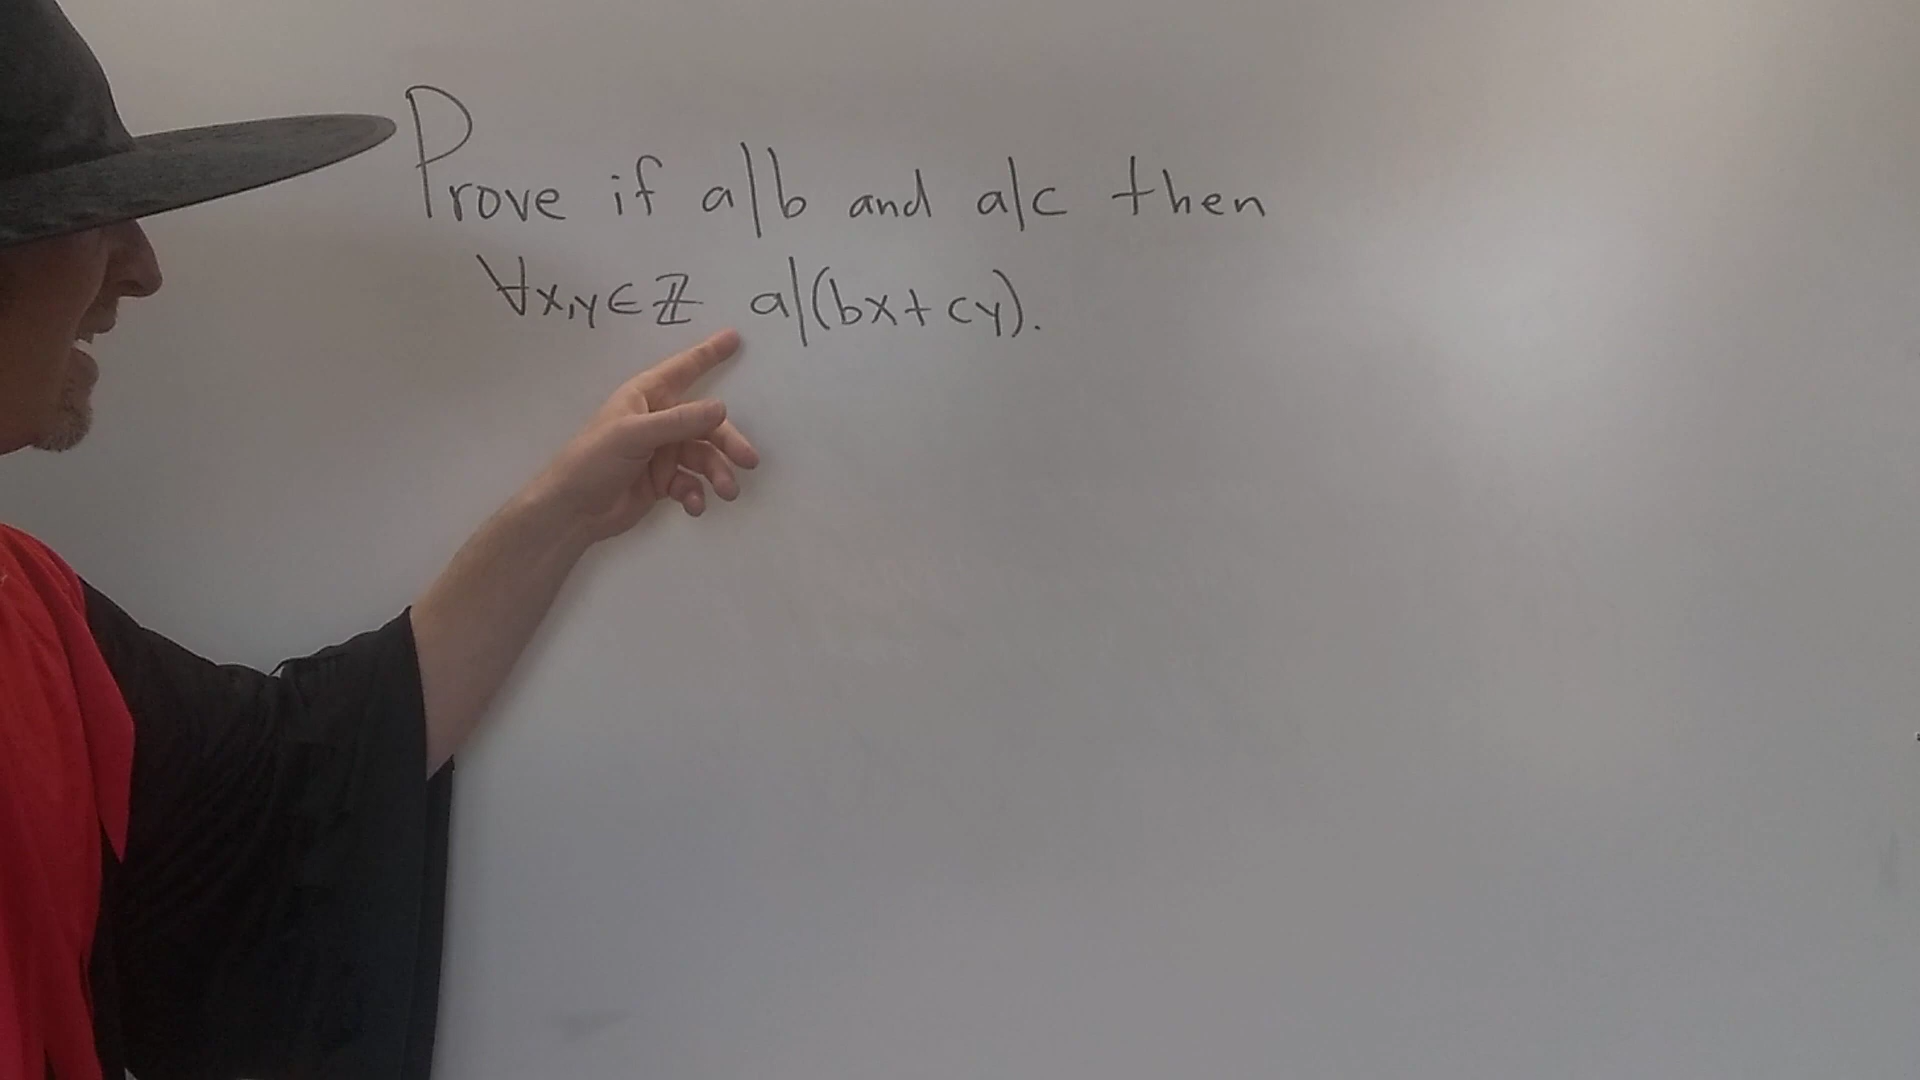 Prove if a|b and a|c then
∀x,y∈ℤ a|(bx+cy).